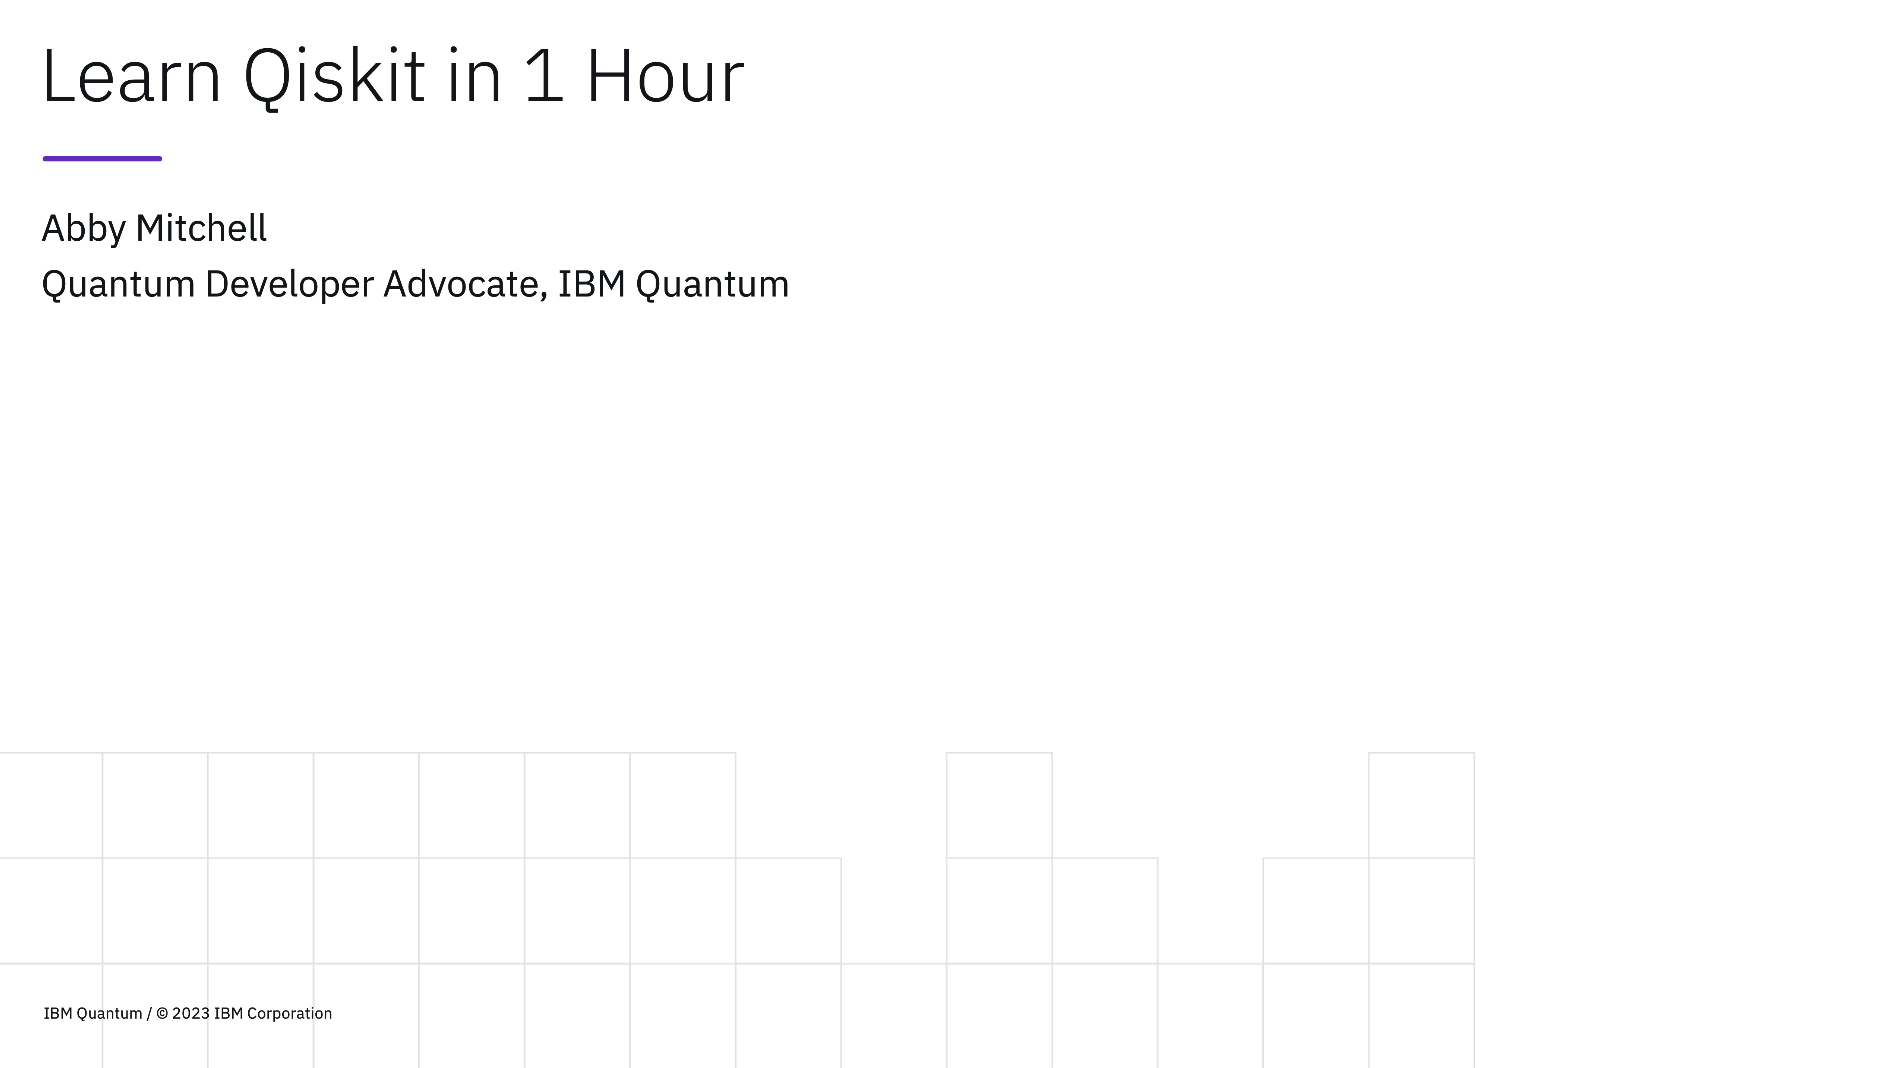 Learn Qiskit in 1 Hour
Abby Mitchell
Quantum Developer Advocate, IBM Quantum
IBM Quantum / © 2023 IBM Corporation